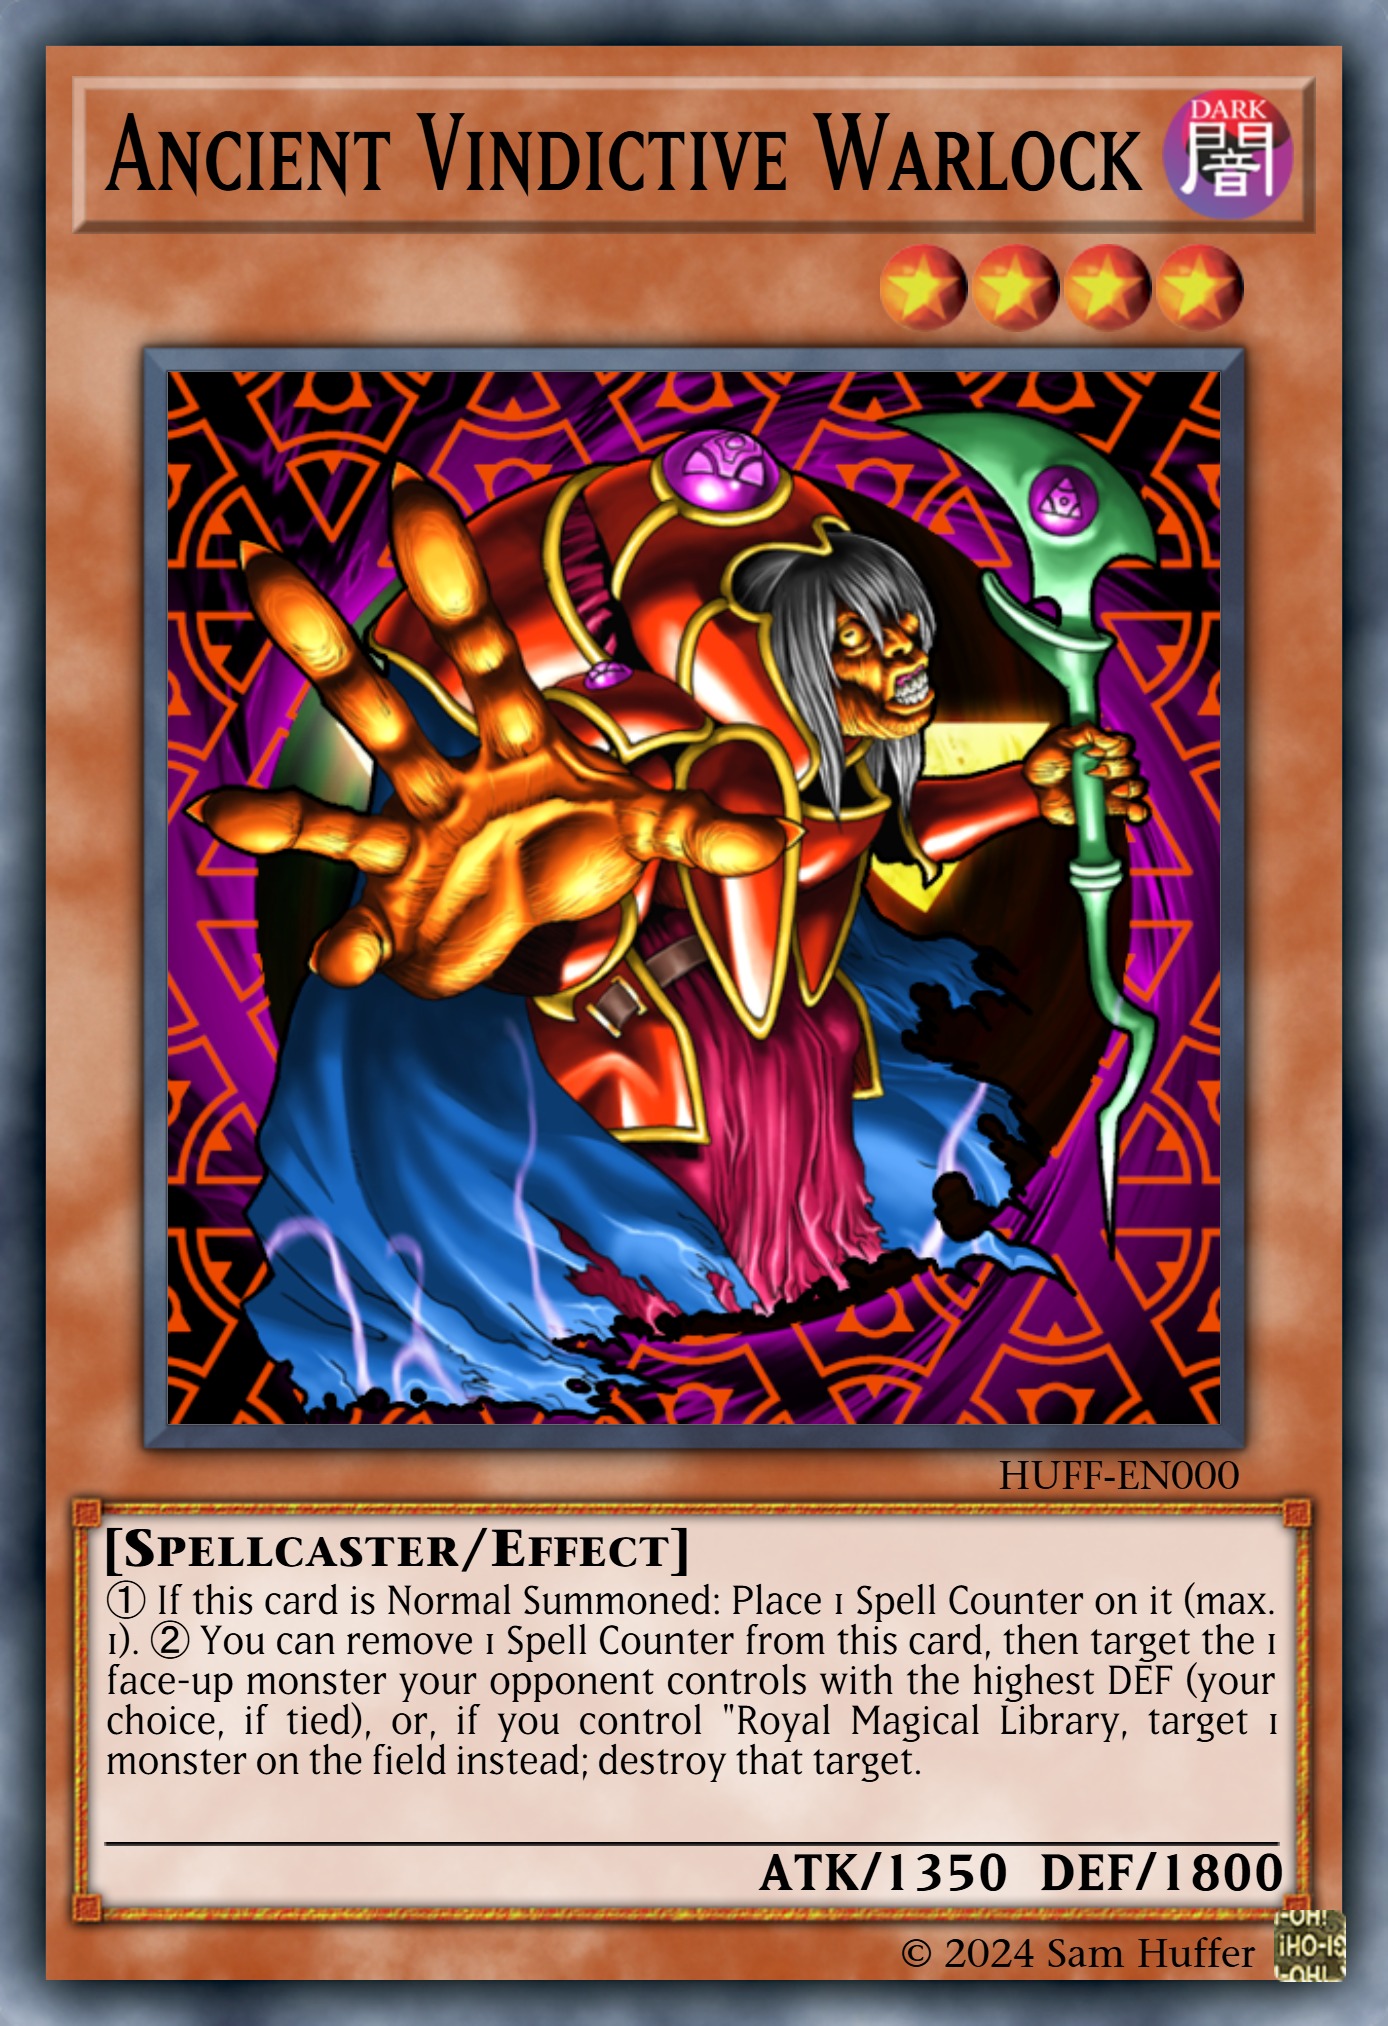 Ancient Vindictive Warlock
DARK
闇
HUFF-EN000
[Spellcaster/Effect]
① If this card is Normal Summoned: Place 1 Spell Counter on it (max.
1). ② You can remove 1 Spell Counter from this card, then target the 1
face-up monster your opponent controls with the highest DEF (your
choice, if tied), or, if you control "Royal Magical Library, target 1
monster on the field instead; destroy that target.
ATK/1350 DEF/1800
© 2024 Sam Huffer